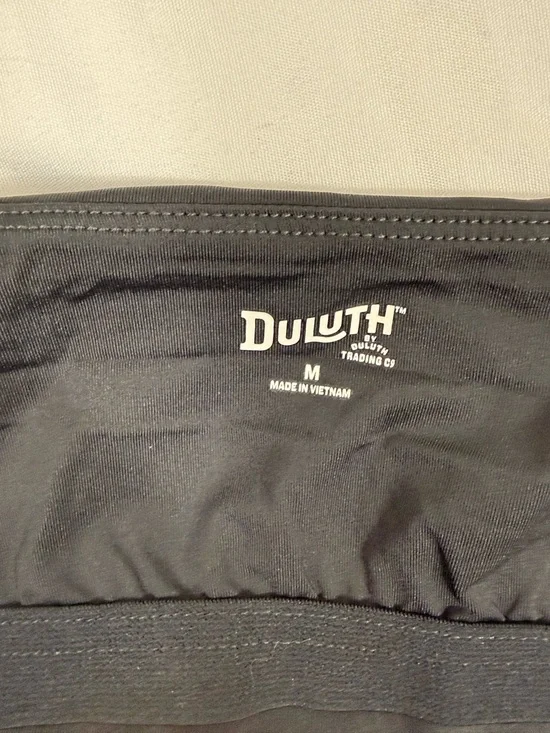 DULUTH™
BY
DULUTH
TRADING Cº
M
MADE IN VIETNAM